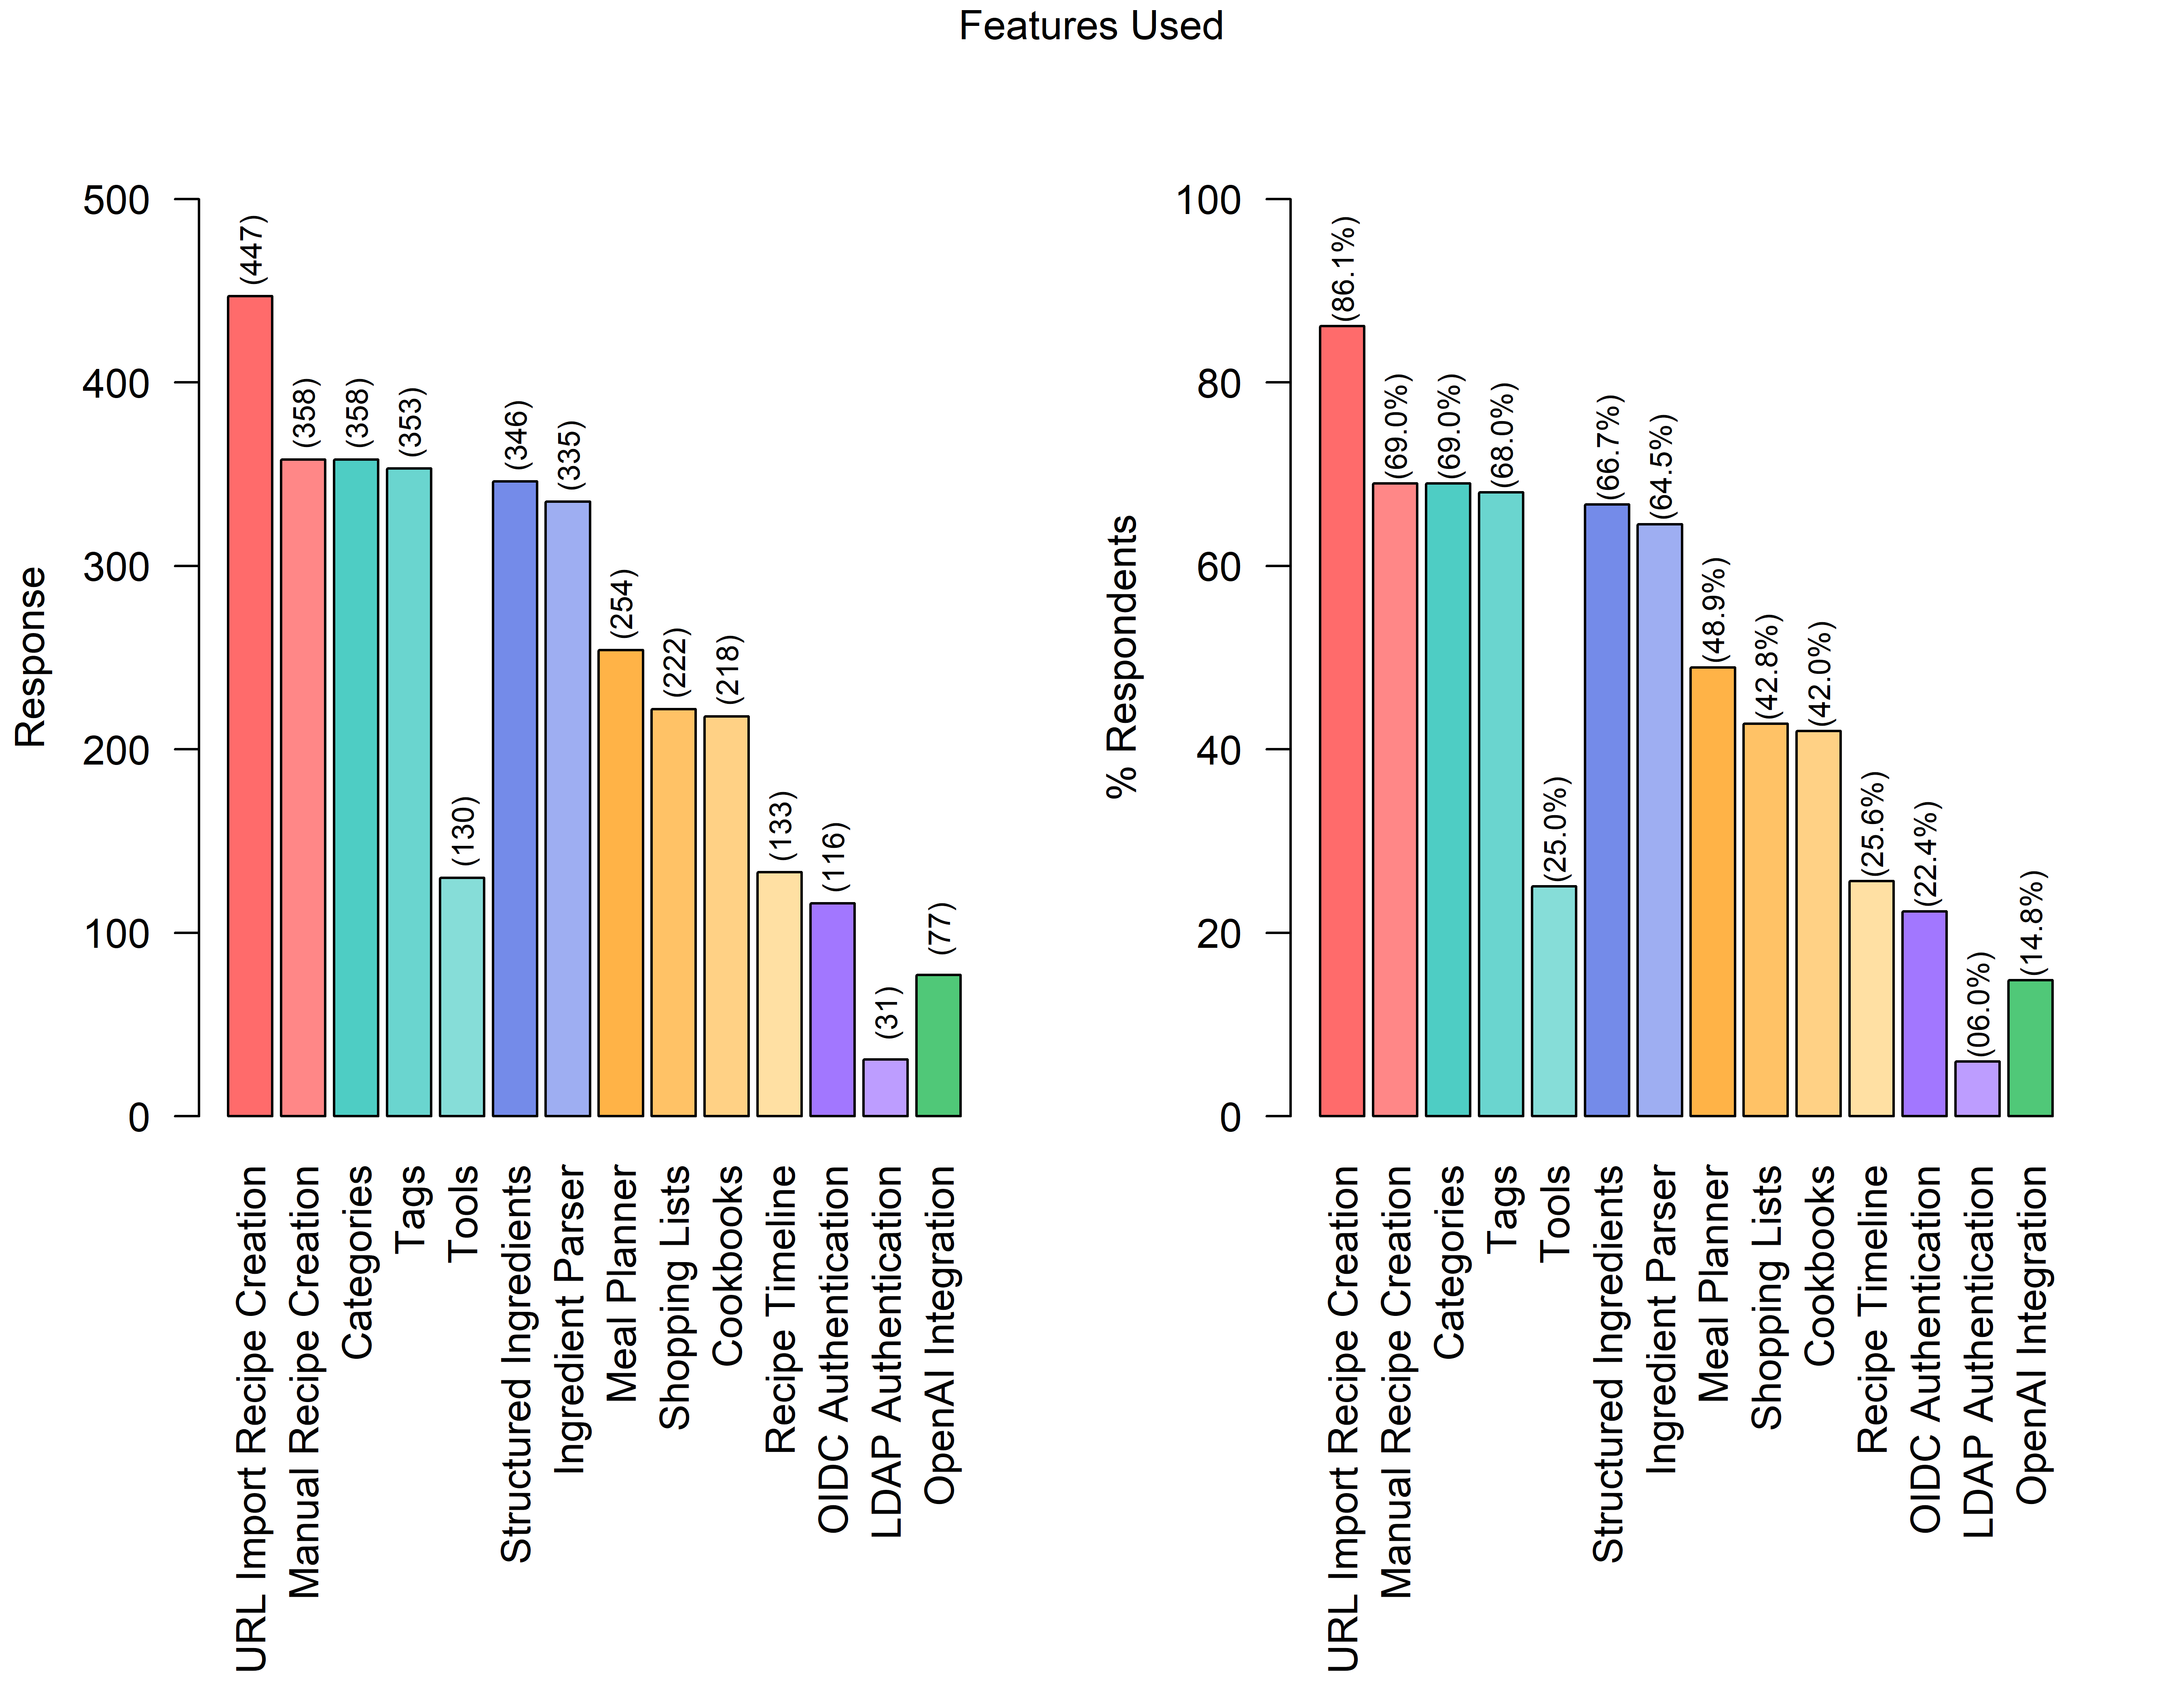 Features Used
Response
500
400
300
200
100
0
(447)
(358)
(358)
(353)
(130)
(346)
(335)
(254)
(222)
(218)
(133)
(116)
(31)
(77)
URL Import Recipe Creation
Manual Recipe Creation
Categories
Tags
Tools
Structured Ingredients
Ingredient Parser
Meal Planner
Shopping Lists
Cookbooks
Recipe Timeline
OIDC Authentication
LDAP Authentication
OpenAI Integration
% Respondents
100
80
60
40
20
0
(86.1%)
(69.0%)
(69.0%)
(68.0%)
(25.0%)
(66.7%)
(64.5%)
(48.9%)
(42.8%)
(42.0%)
(25.6%)
(22.4%)
(06.0%)
(14.8%)
URL Import Recipe Creation
Manual Recipe Creation
Categories
Tags
Tools
Structured Ingredients
Ingredient Parser
Meal Planner
Shopping Lists
Cookbooks
Recipe Timeline
OIDC Authentication
LDAP Authentication
OpenAI Integration